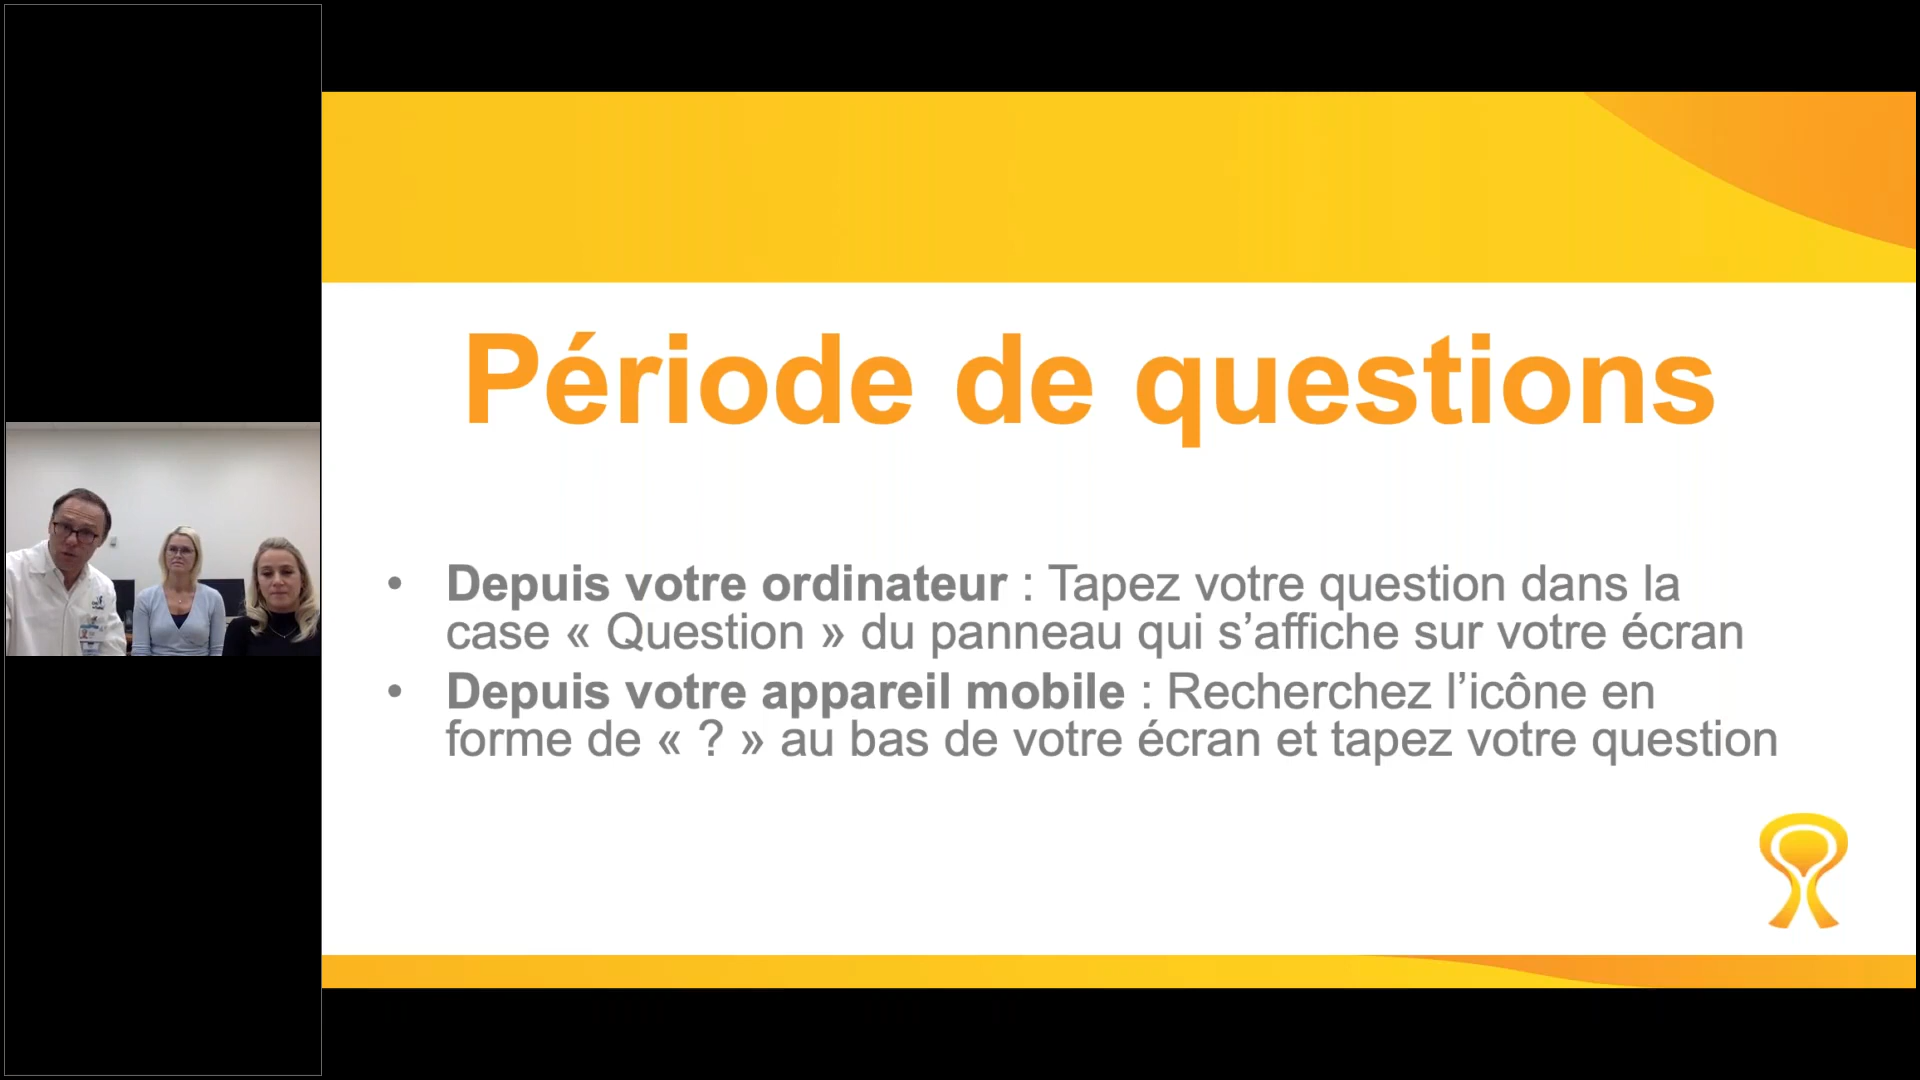 Période de questions
• Depuis votre ordinateur : Tapez votre question dans la
case « Question » du panneau qui s’affiche sur votre écran
• Depuis votre appareil mobile : Recherchez l’icône en
forme de « ? » au bas de votre écran et tapez votre question